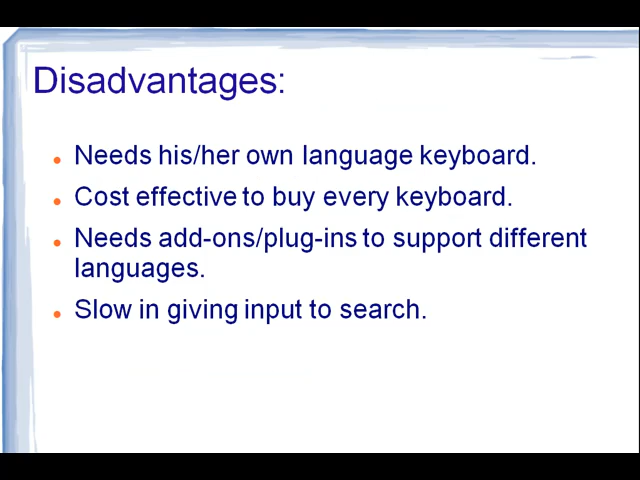 Disadvantages:
Needs his/her own language keyboard.
Cost effective to buy every keyboard.
Needs add-ons/plug-ins to support different
languages.
Slow in giving input to search.